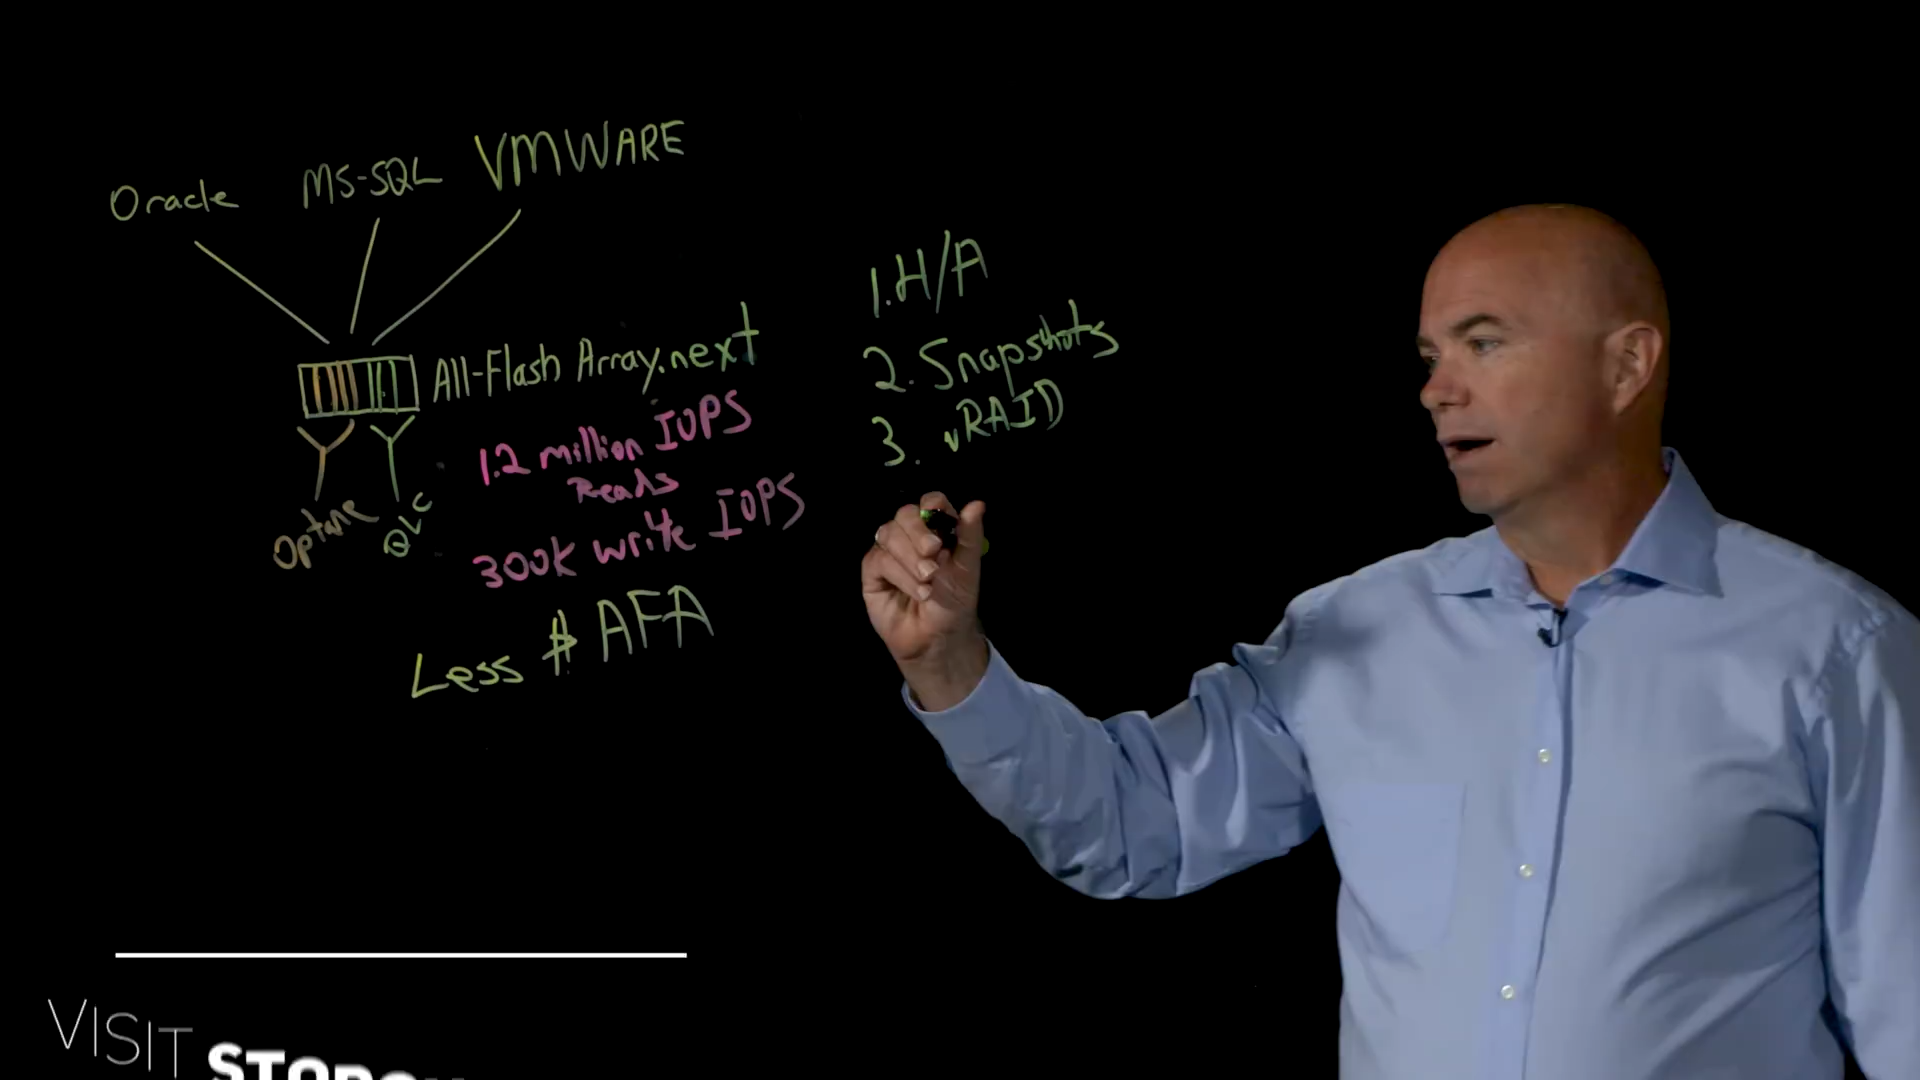 Oracle MS-SQL VMWARE
All-Flash Array.next
1.2 million IOPS
Reads
300K write IOPS
Optane
QLC
Less $ AFA
1. H/A
2. Snapshots
3. vRAID
VISIT